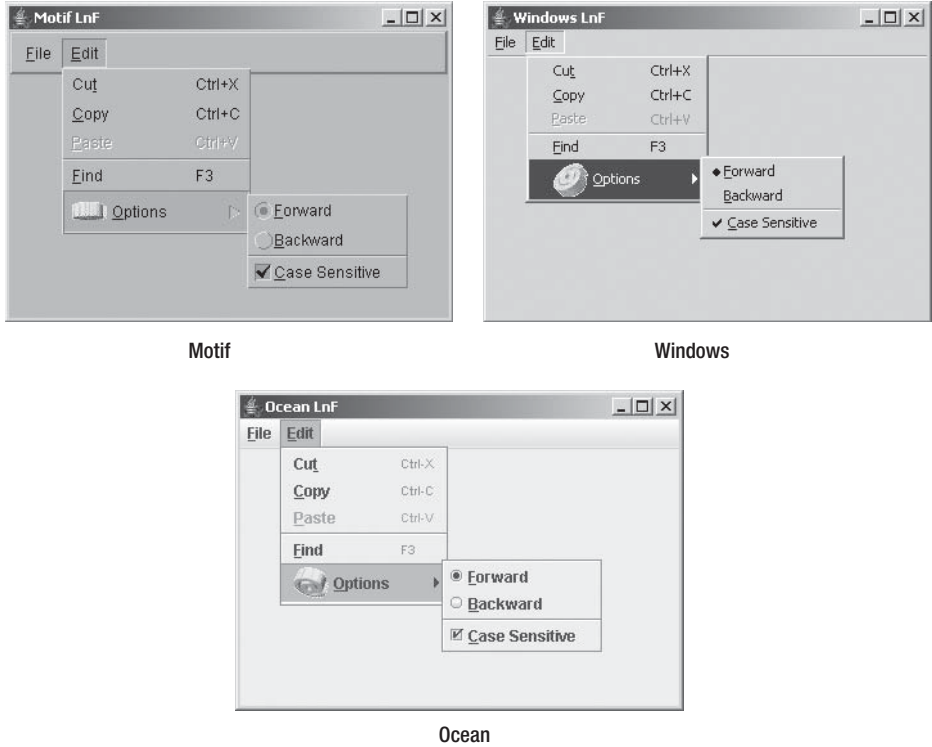 Motif LnF
File Edit
Cut Ctrl+X
Copy Ctrl+C
Paste Ctrl+V
Find F3
Options
Forward
Backward
Case Sensitive
Motif
Windows LnF
File Edit
Cut Ctrl+X
Copy Ctrl+C
Paste Ctrl+V
Find F3
Options
Forward
Backward
Case Sensitive
Windows
Ocean LnF
File Edit
Cut Ctrl-X
Copy Ctrl-C
Paste Ctrl-V
Find F3
Options
Forward
Backward
Case Sensitive
Ocean